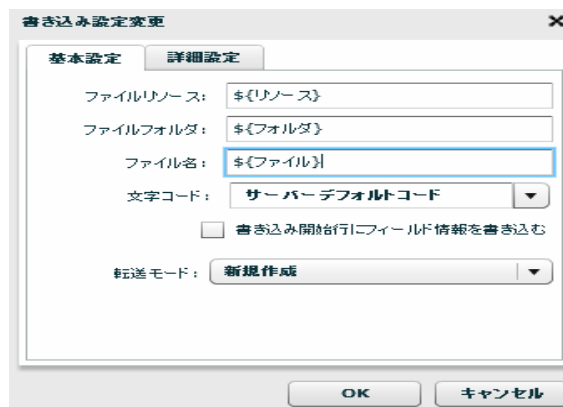 書き込み設定変更
基本設定 詳細設定
ファイルリソース: ${リソース}
ファイルフォルダ: ${フォルダ}
ファイル名: ${ファイル}
文字コード: サーバーデフォルトコード
書き込み開始行にフィールド情報を書き込む
転送モード: 新規作成
OK キャンセル